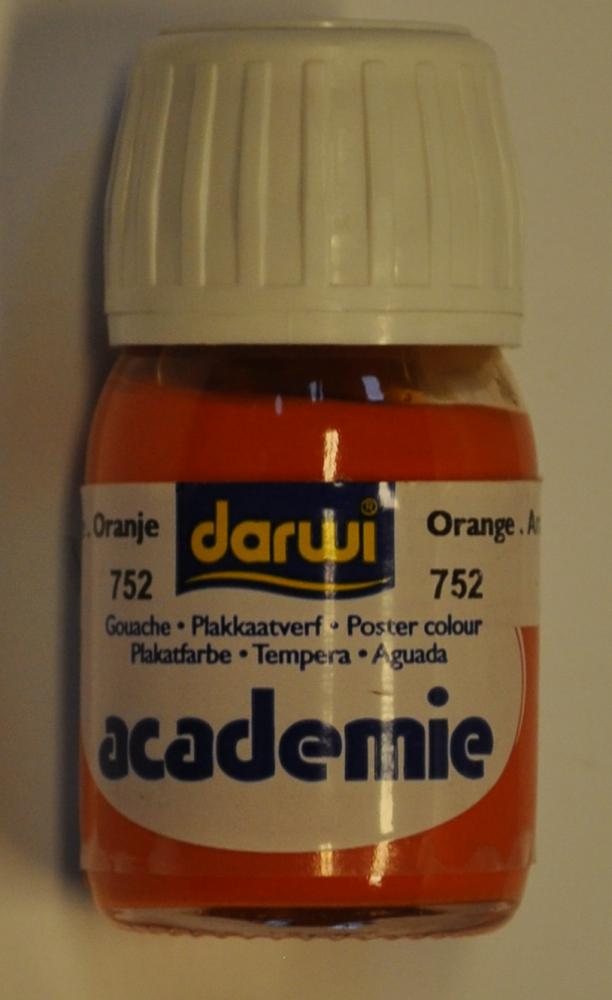 Oranje
darwi®
Orange.
752
752
Gouache • Plakkaatverf • Poster colour
Plakatfarbe • Tempera • Aguada
academie